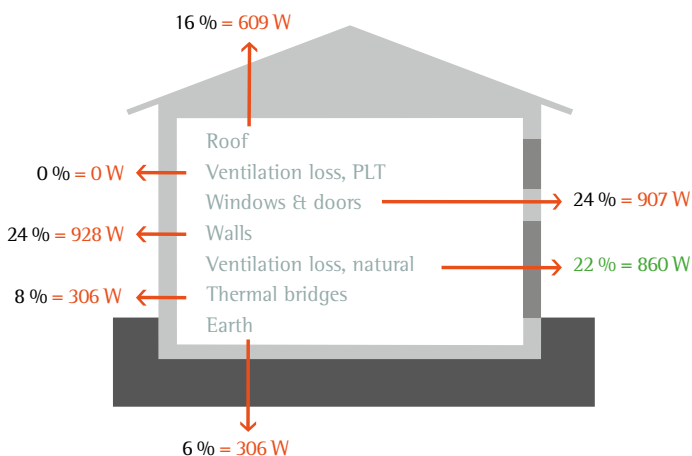 16 % = 609 W
Roof
0 % = 0 W
Ventilation loss, PLT
Windows & doors
24 % = 907 W
24 % = 928 W
Walls
Ventilation loss, natural
22 % = 860 W
8 % = 306 W
Thermal bridges
Earth
6 % = 306 W